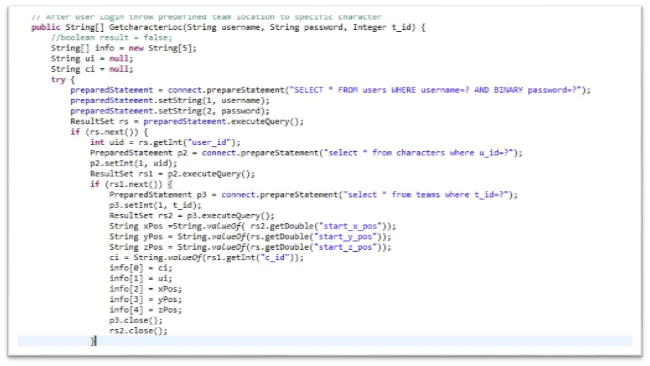 // After user Login throw predefined team location to specific character
public String[] GetcharacterLoc(String username, String password, Integer t_id) {
//boolean result = false;
String[] info = new String[5];
String ui = null;
String ci = null;
try {
preparedStatement = connect.prepareStatement("SELECT * FROM users WHERE username=? AND BINARY password=?");
preparedStatement.setString(1, username);
preparedStatement.setString(2, password);
ResultSet rs = preparedStatement.executeQuery();
if (rs.next()) {
int uid = rs.getInt("user_id");
PreparedStatement p2 = connect.prepareStatement("select * from characters where u_id=?");
p2.setInt(1, uid);
ResultSet rs1 = p2.executeQuery();
if (rs1.next()) {
PreparedStatement p3 = connect.prepareStatement("select * from teams where t_id=?");
p3.setInt(1, t_id);
ResultSet rs2 = p3.executeQuery();
String xPos =String.valueOf( rs2.getDouble("start_x_pos"));
String yPos = String.valueOf(rs.getDouble("start_y_pos"));
String zPos = String.valueOf(rs.getDouble("start_z_pos"));
ci = String.valueOf(rs1.getInt("c_id"));
info[0] = ci;
info[1] = ui;
info[2] = xPos;
info[3] = yPos;
info[4] = zPos;
p3.close();
rs2.close();
}